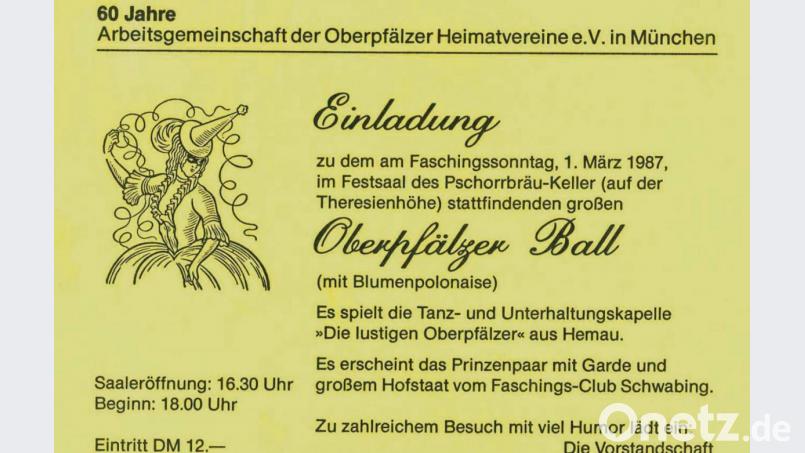 60 Jahre
Arbeitsgemeinschaft der Oberpfälzer Heimatvereine e.V. in München
Einladung
zu dem am Faschingssonntag, 1. März 1987,
im Festsaal des Pschorrbräu-Keller (auf der
Theresienhöhe) stattfindenden großen
Oberpfälzer Ball
(mit Blumenpolonaise)
Es spielt die Tanz- und Unterhaltungskapelle
»Die lustigen Oberpfälzer« aus Hemau.
Es erscheint das Prinzenpaar mit Garde und
großem Hofstaat vom Faschings-Club Schwabing.
Saaleröffnung: 16.30 Uhr
Beginn: 18.00 Uhr
Eintritt DM 12.—
Zu zahlreichem Besuch mit viel Humor lädt ein:
Die Vorstandschaft
Onetz.de